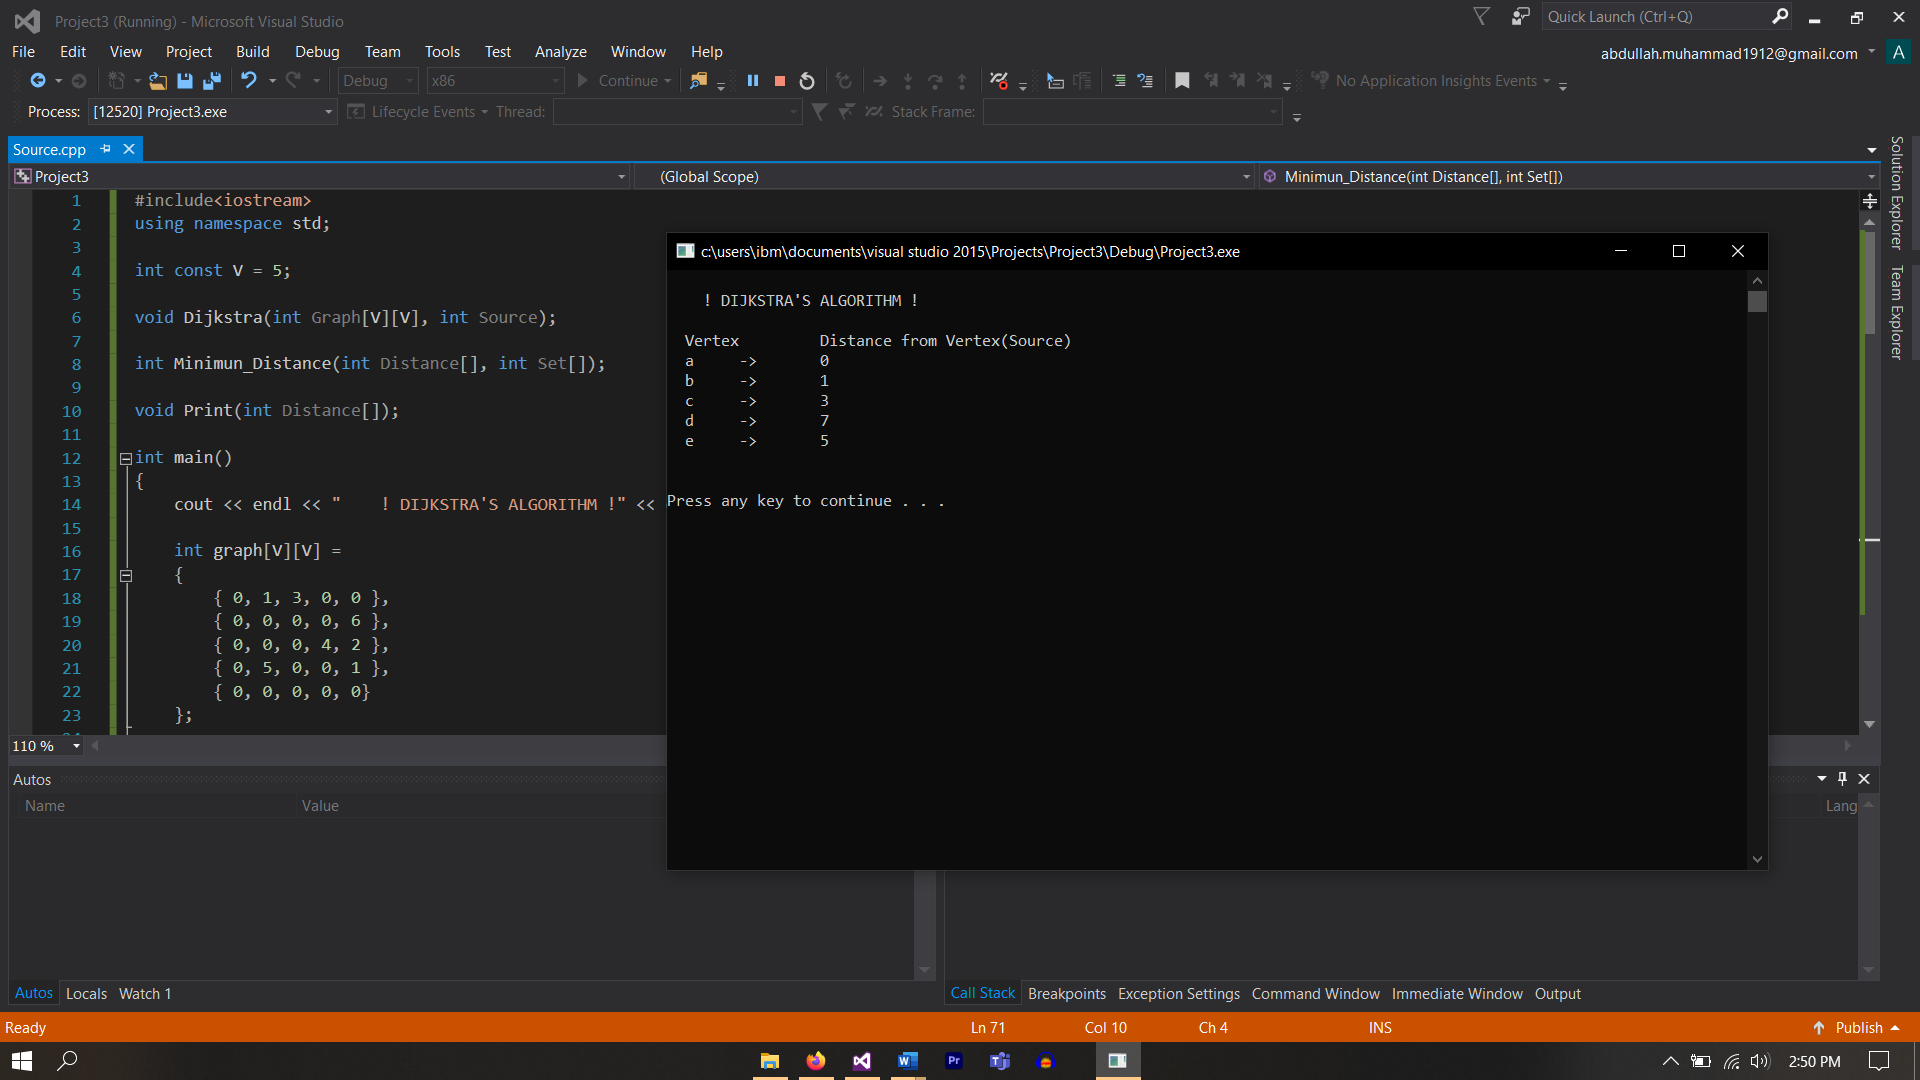 Project3 (Running) - Microsoft Visual Studio
Quick Launch (Ctrl+Q)
File Edit View Project Build Debug Team Tools Test Analyze Window Help
abdullah.muhammad1912@gmail.com A
Debug x86 Continue No Application Insights Events
Process: [12520] Project3.exe Lifecycle Events Thread: Stack Frame:
Source.cpp
Project3 (Global Scope) Minimun_Distance(int Distance[], int Set[])
Solution Explorer
Team Explorer
1 #include<iostream>
2 using namespace std;
3
4 int const V = 5;
5
6 void Dijkstra(int Graph[V][V], int Source);
7
8 int Minimun_Distance(int Distance[], int Set[]);
9
10 void Print(int Distance[]);
11
12 int main()
13 {
14 cout << endl << "    ! DIJKSTRA'S ALGORITHM !" <<
15
16 int graph[V][V] =
17 {
18 { 0, 1, 3, 0, 0 },
19 { 0, 0, 0, 0, 6 },
20 { 0, 0, 0, 4, 2 },
21 { 0, 5, 0, 0, 1 },
22 { 0, 0, 0, 0, 0}
23 };
110 %
c:\users\ibm\documents\visual studio 2015\Projects\Project3\Debug\Project3.exe
! DIJKSTRA'S ALGORITHM !
Vertex Distance from Vertex(Source)
a -> 0
b -> 1
c -> 3
d -> 7
e -> 5
Press any key to continue . . .
Autos
Name Value Lang
Autos Locals Watch 1
Call Stack Breakpoints Exception Settings Command Window Immediate Window Output
Ready Ln 71 Col 10 Ch 4 INS Publish
W Pr T
2:50 PM